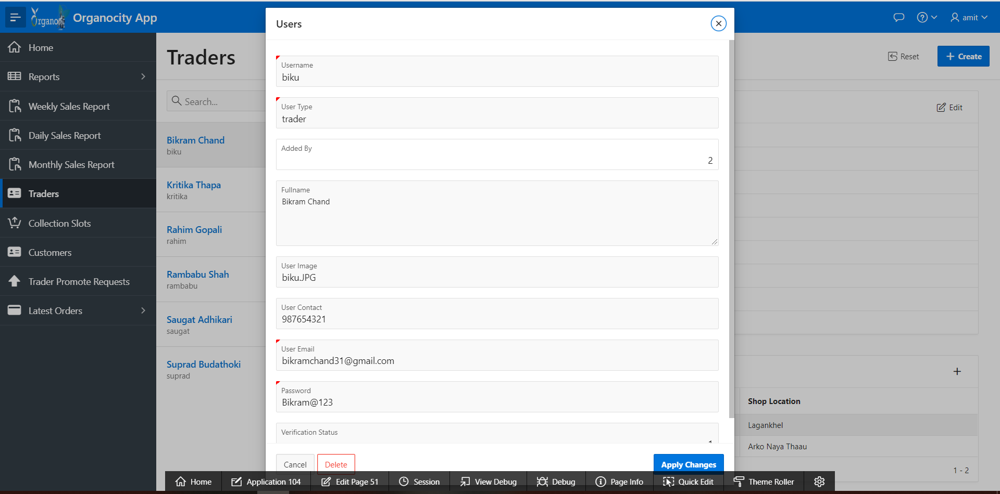 Organo
Organocity App
amit
Home
Reports
Weekly Sales Report
Daily Sales Report
Monthly Sales Report
Traders
Collection Slots
Customers
Trader Promote Requests
Latest Orders
Traders
Reset
Create
Search...
Bikram Chand
biku
Kritika Thapa
kritika
Rahim Gopali
rahim
Rambabu Shah
rambabu
Saugat Adhikari
saugat
Suprad Budathoki
suprad
Users
Username
biku
User Type
trader
Added By
2
Fullname
Bikram Chand
User Image
biku.JPG
User Contact
987654321
User Email
bikramchand31@gmail.com
Password
Bikram@123
Verification Status
Cancel
Delete
Apply Changes
Edit
Shop Location
Lagankhel
Arko Naya Thaau
1 - 2
Home
Application 104
Edit Page 51
Session
View Debug
Debug
Page Info
Quick Edit
Theme Roller